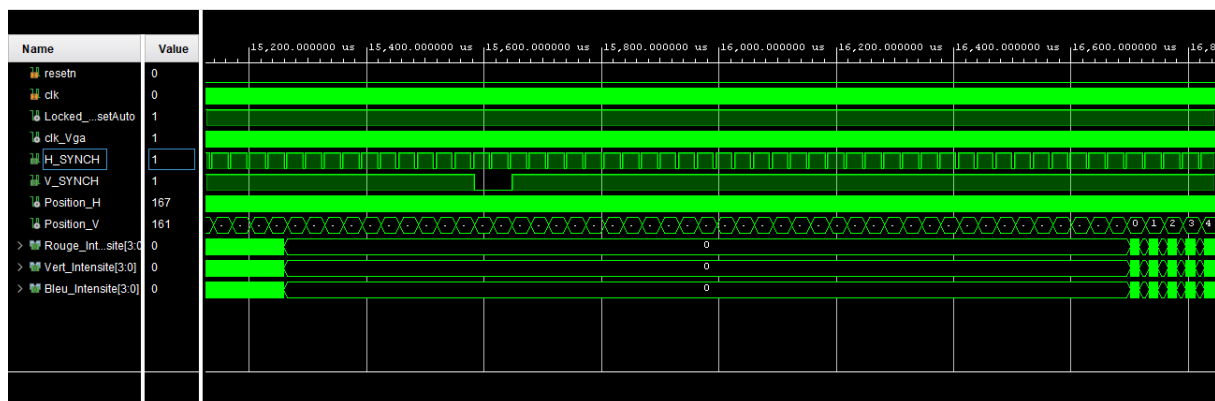 Name Value 15,200.000000 us 15,400.000000 us 15,600.000000 us 15,800.000000 us 16,000.000000 us 16,200.000000 us 16,400.000000 us 16,600.000000 us 16,8
resetn 0
clk 0
Locked_...setAuto 1
clk_Vga 1
H_SYNCH 1
V_SYNCH 1
Position_H 167
Position_V 161 0 1 2 3 4
Rouge_Int...site[3:0 0 0
Vert_Intensite[3:0] 0 0
Bleu_Intensite[3:0] 0 0